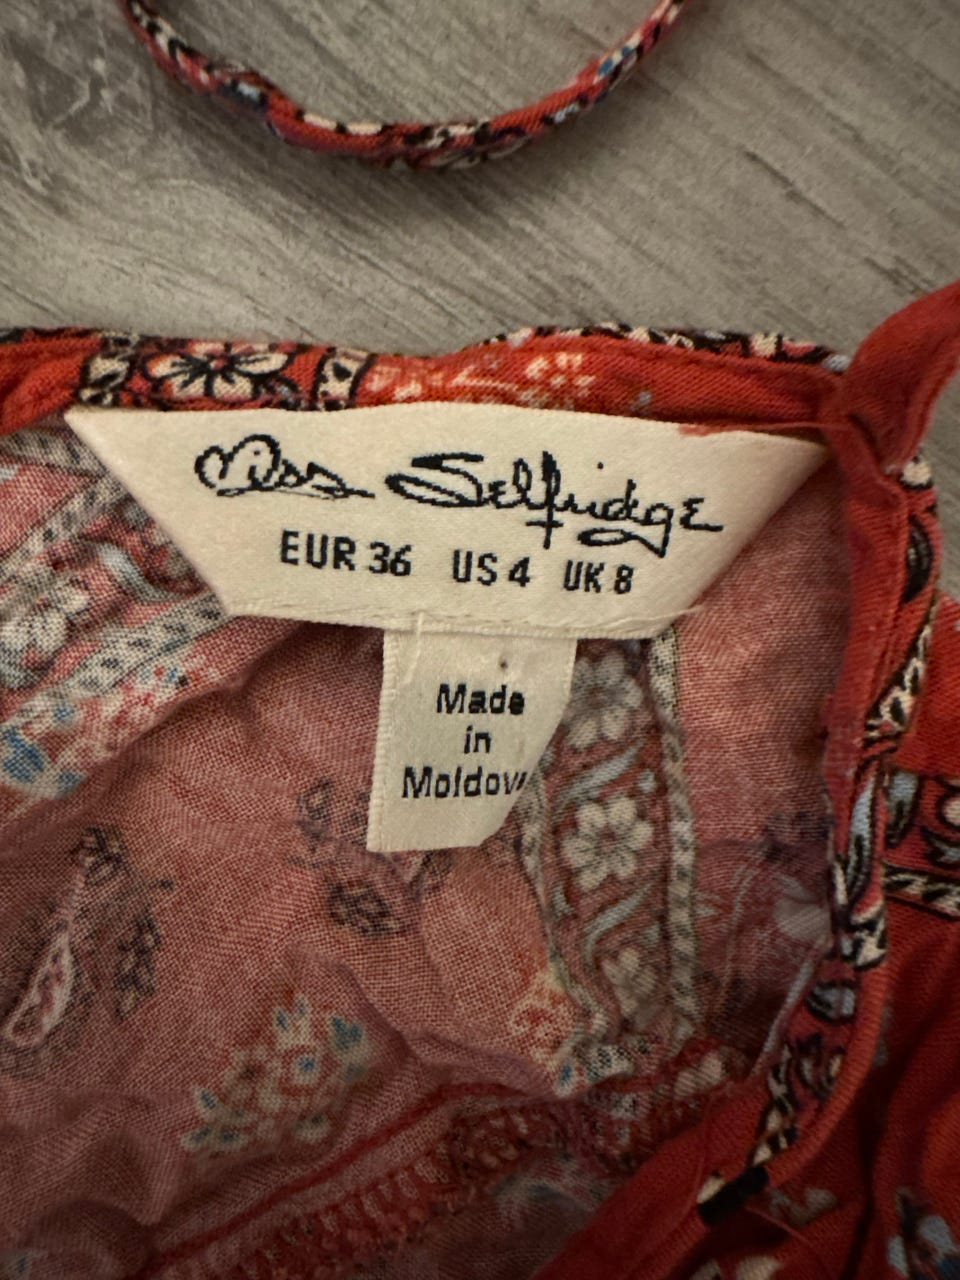 Miss Selfridge
EUR 36 US 4 UK 8
Made
in
Moldov